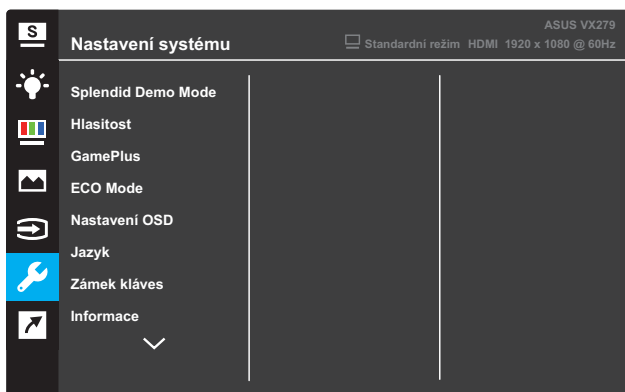 S
ASUS VX279
Nastavení systému
Standardní režim HDMI 1920 x 1080 @ 60Hz
Splendid Demo Mode
Hlasitost
GamePlus
ECO Mode
Nastavení OSD
Jazyk
Zámek kláves
Informace